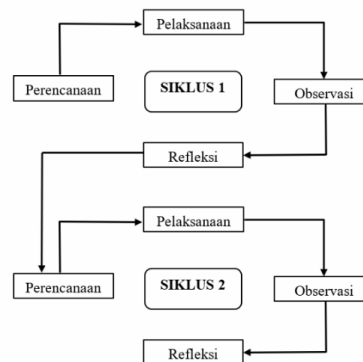 Pelaksanaan
Perencanaan
SIKLUS 1
Observasi
Refleksi
Pelaksanaan
Perencanaan
SIKLUS 2
Observasi
Refleksi